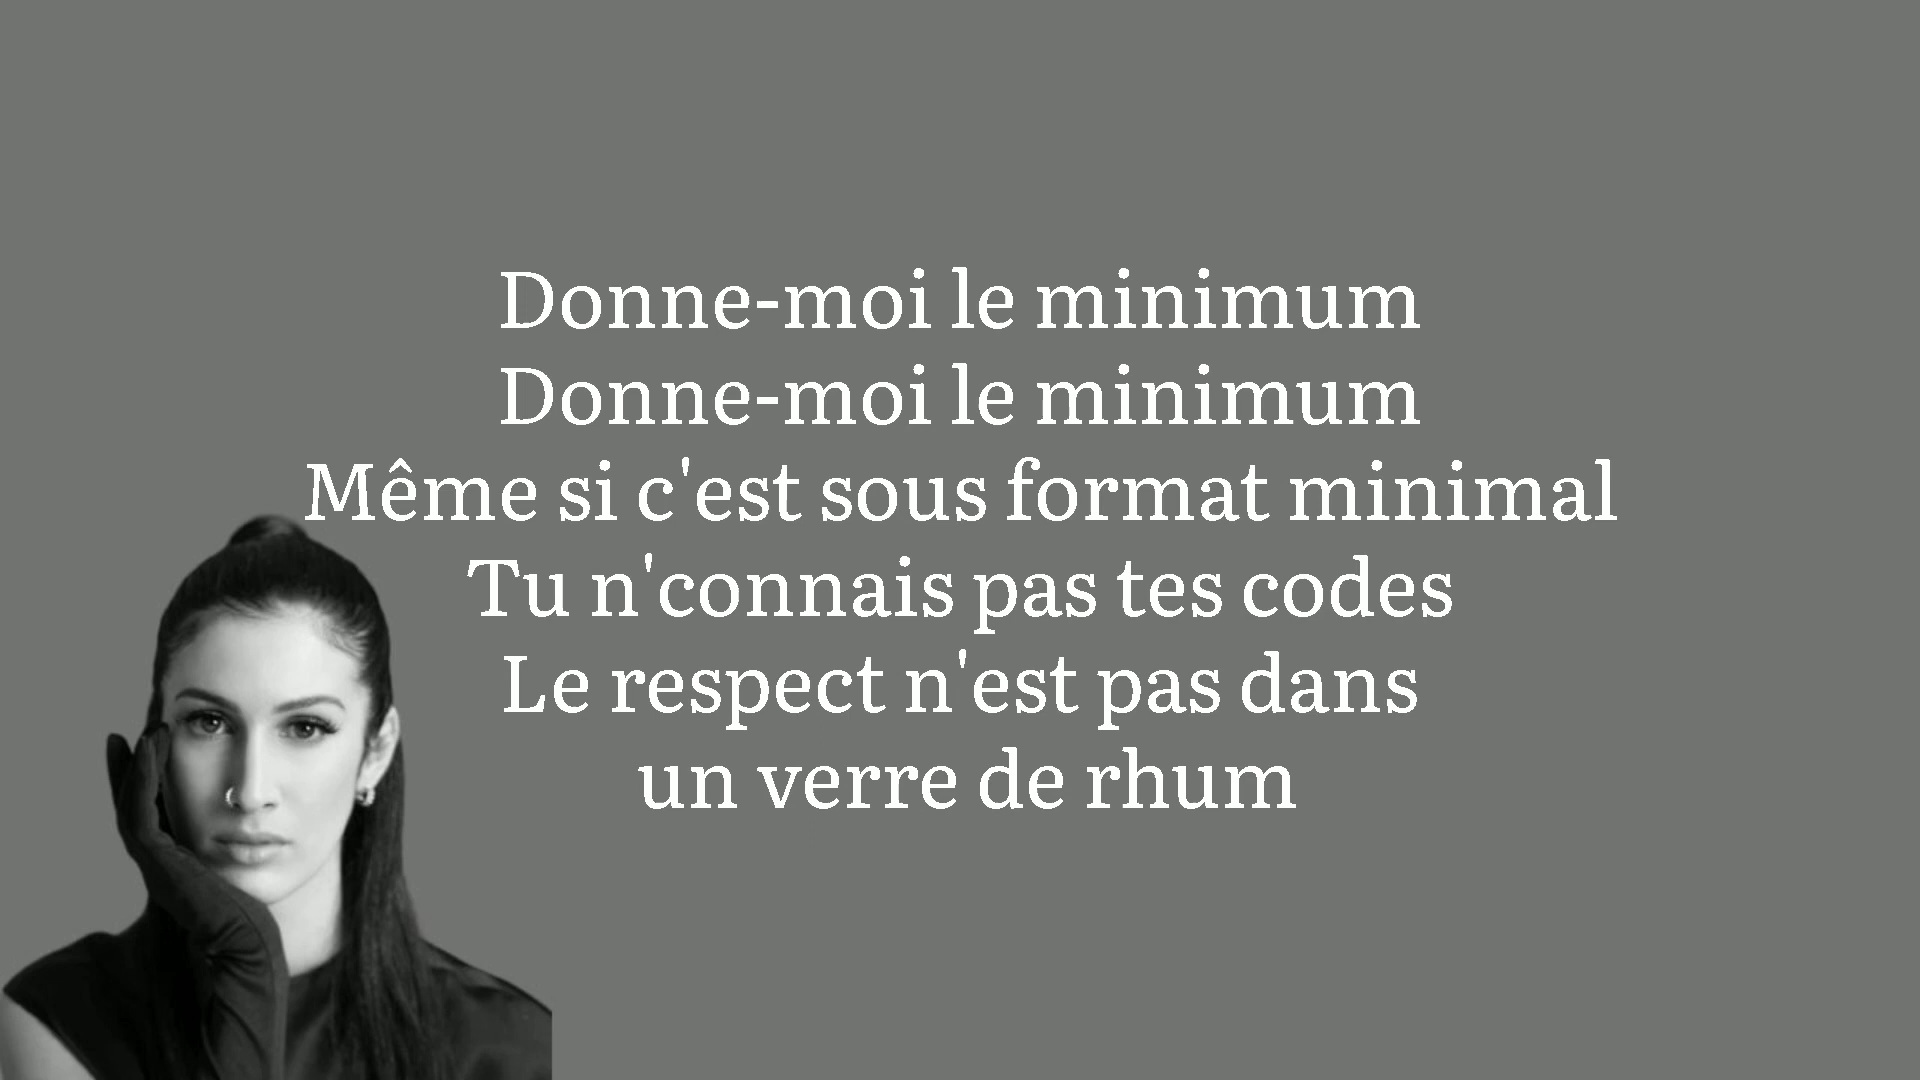 Donne-moi le minimum
Donne-moi le minimum
Même si c'est sous format minimal
Tu n'connais pas tes codes
Le respect n'est pas dans
un verre de rhum